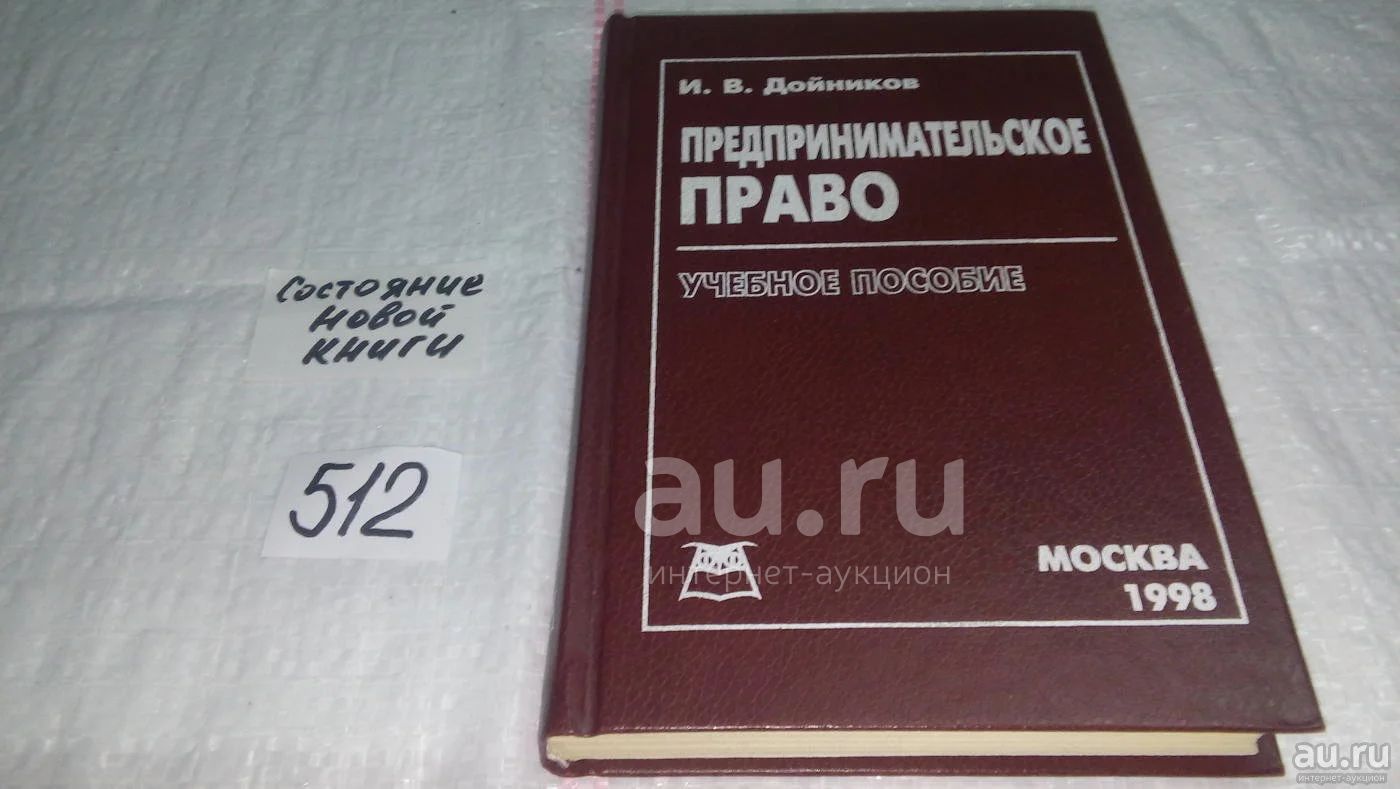 И. В. Дойников
ПРЕДПРИНИМАТЕЛЬСКОЕ
ПРАВО
УЧЕБНОЕ ПОСОБИЕ
МОСКВА
1998
Состояние
новой
книги
512
au.ru
интернет-аукцион
au.ru
интернет-аукцион